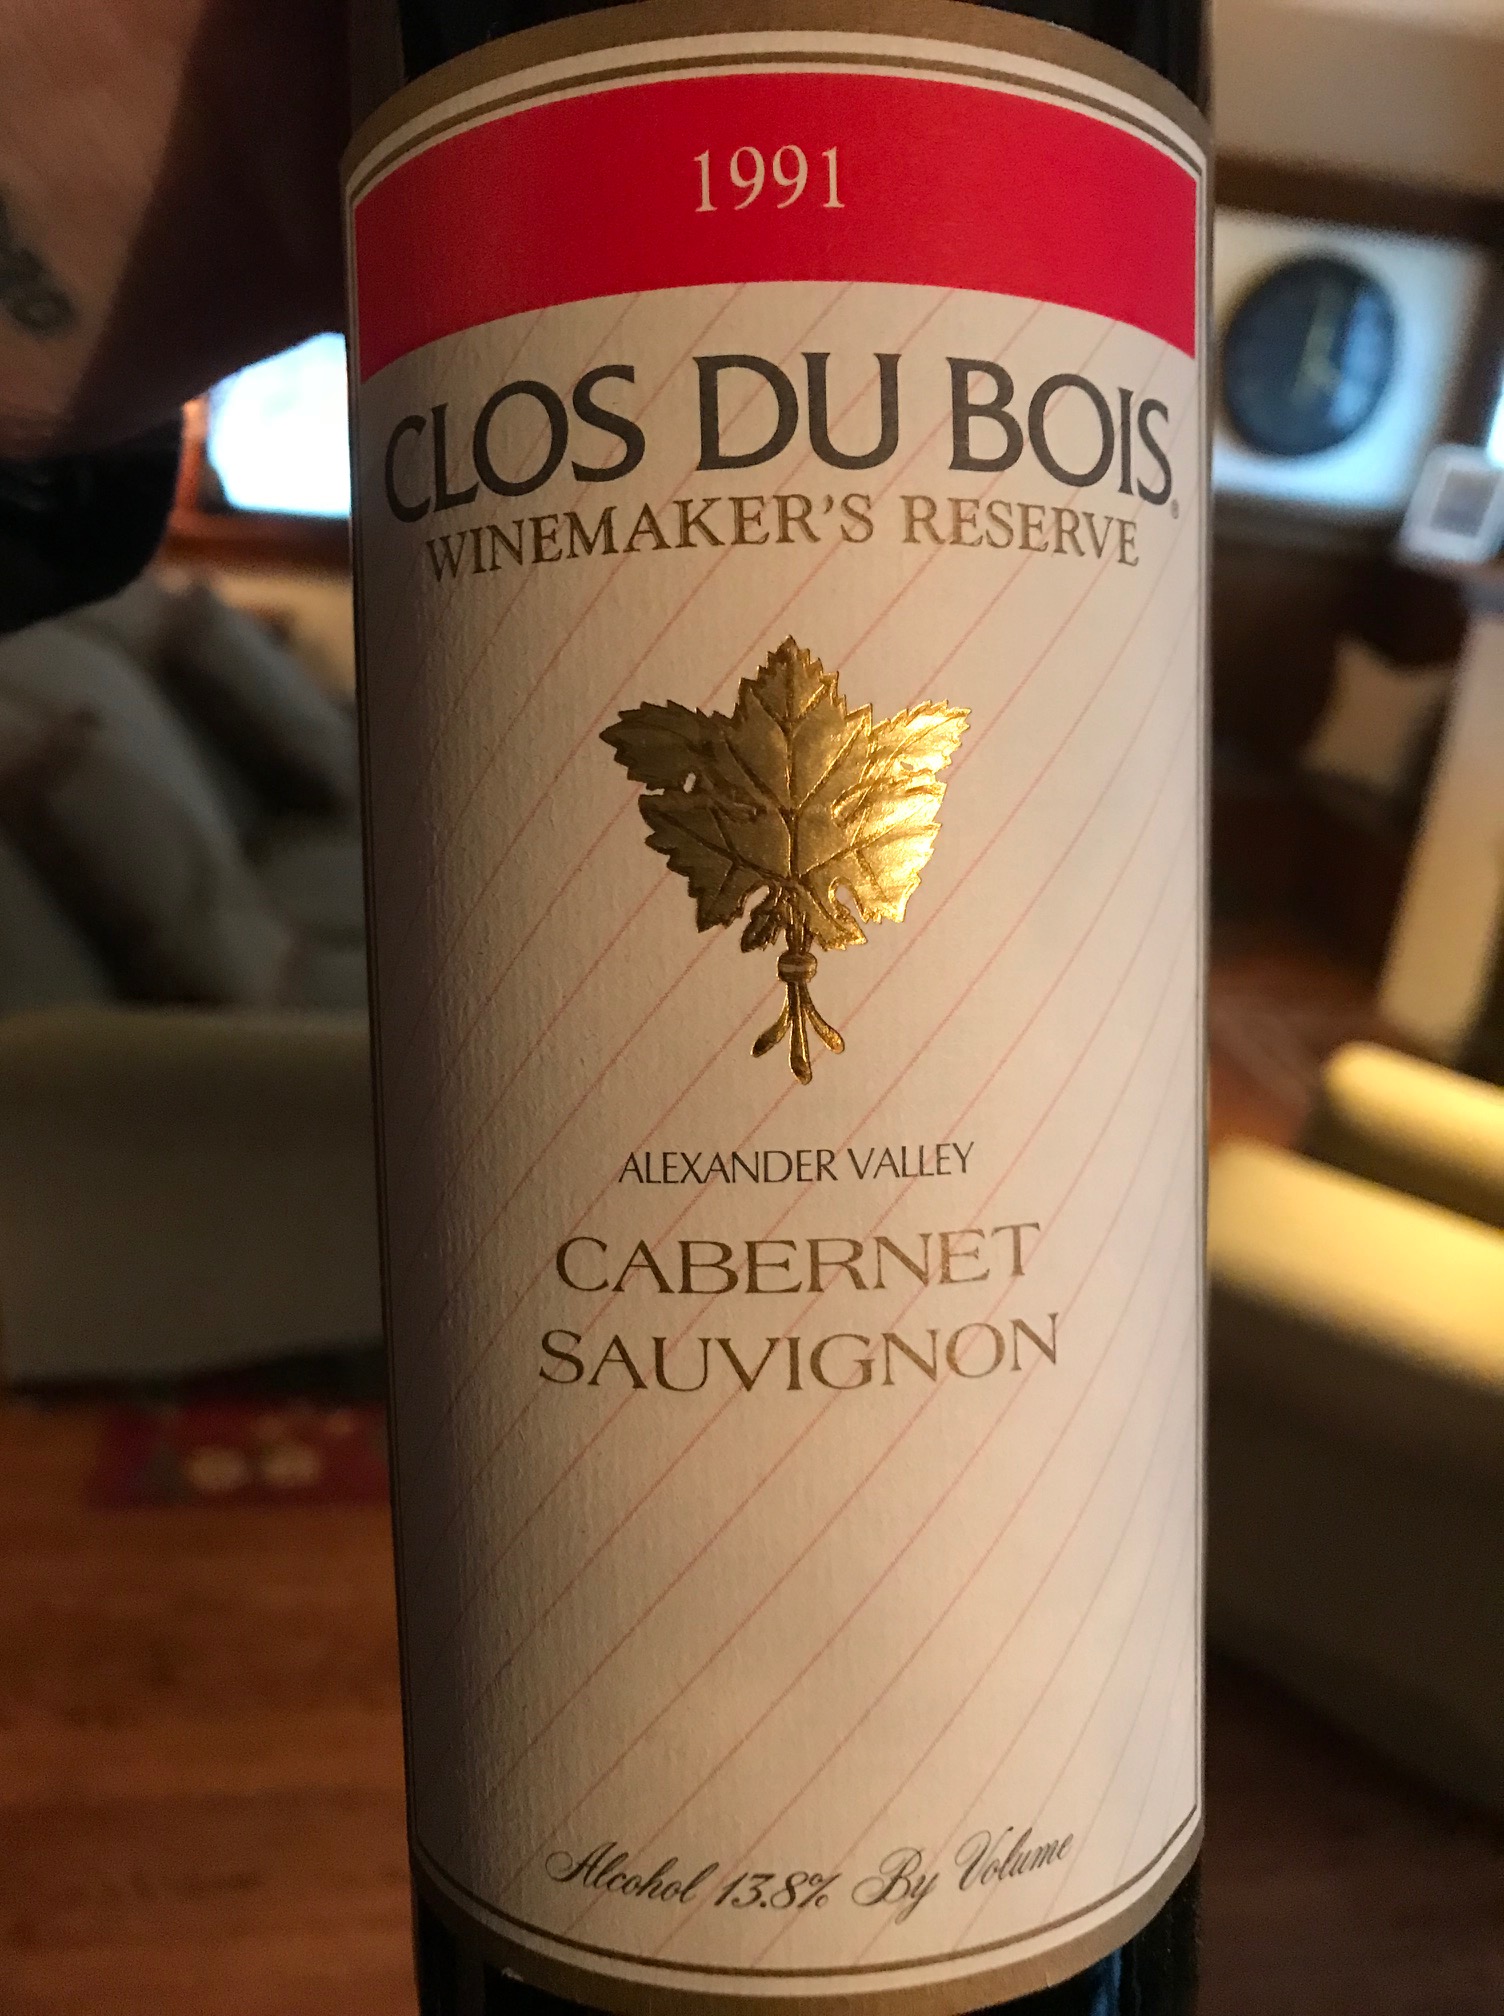 1991
CLOS DU BOIS®
WINEMAKER'S RESERVE
ALEXANDER VALLEY
CABERNET
SAUVIGNON
Alcohol 13.8% By Volume